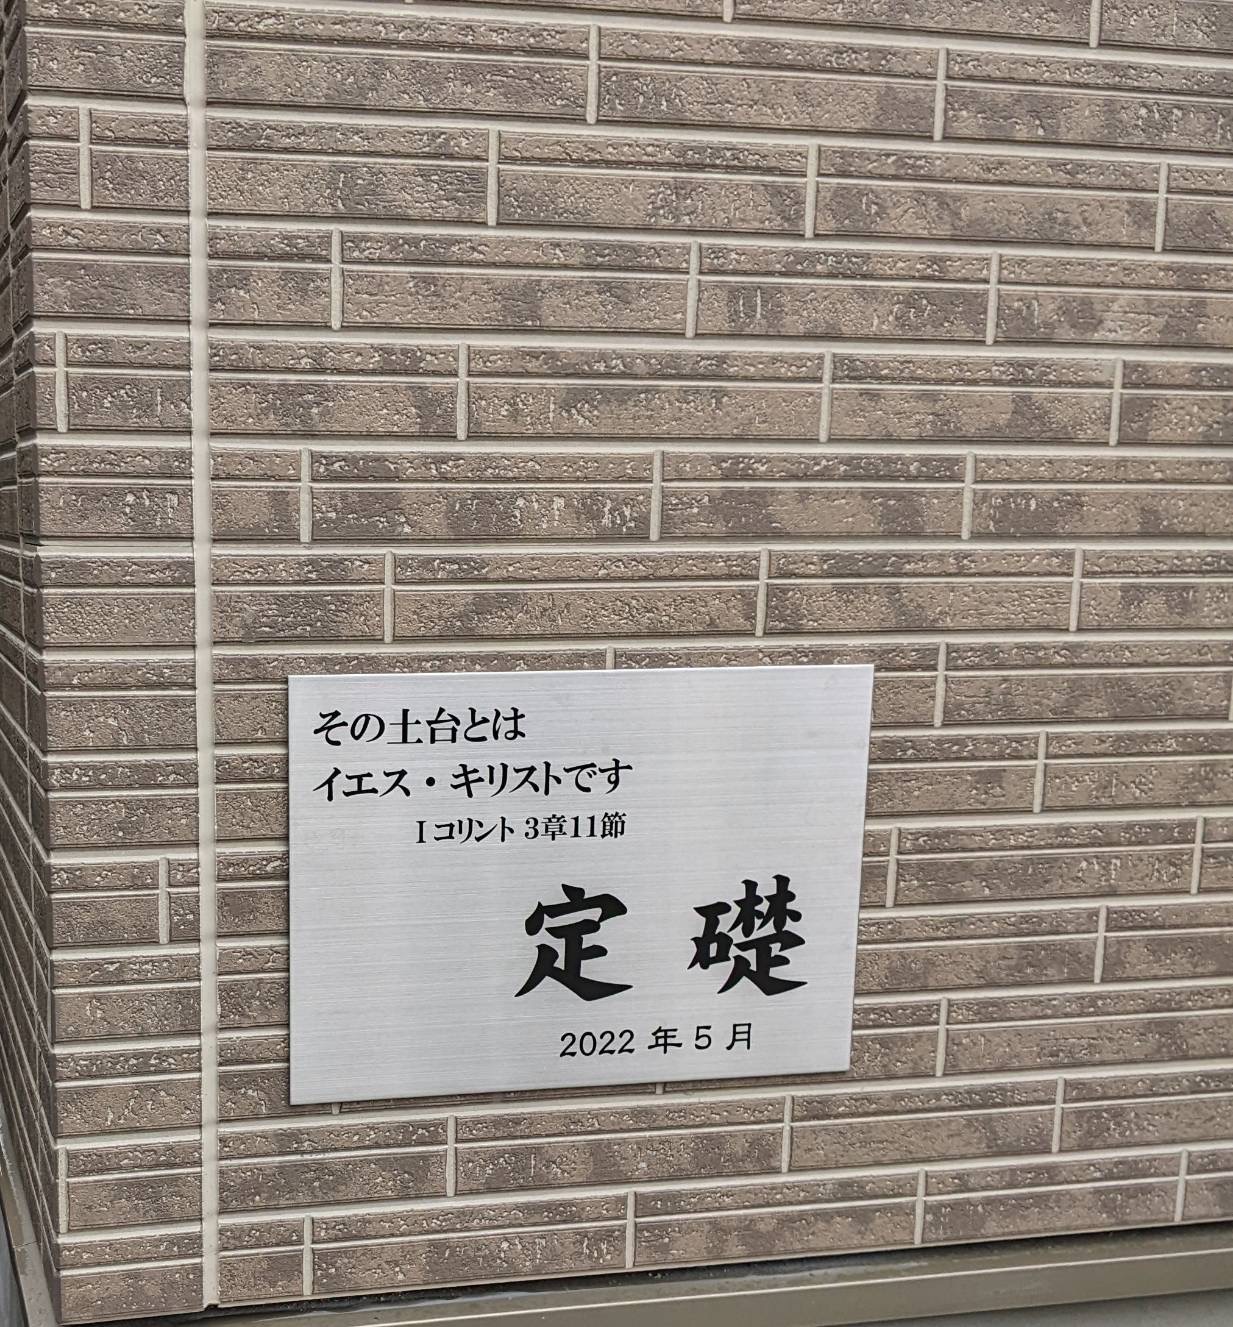 その土台とは
イエス・キリストです
Iコリント 3章11節
定 礎
2022 年 5 月